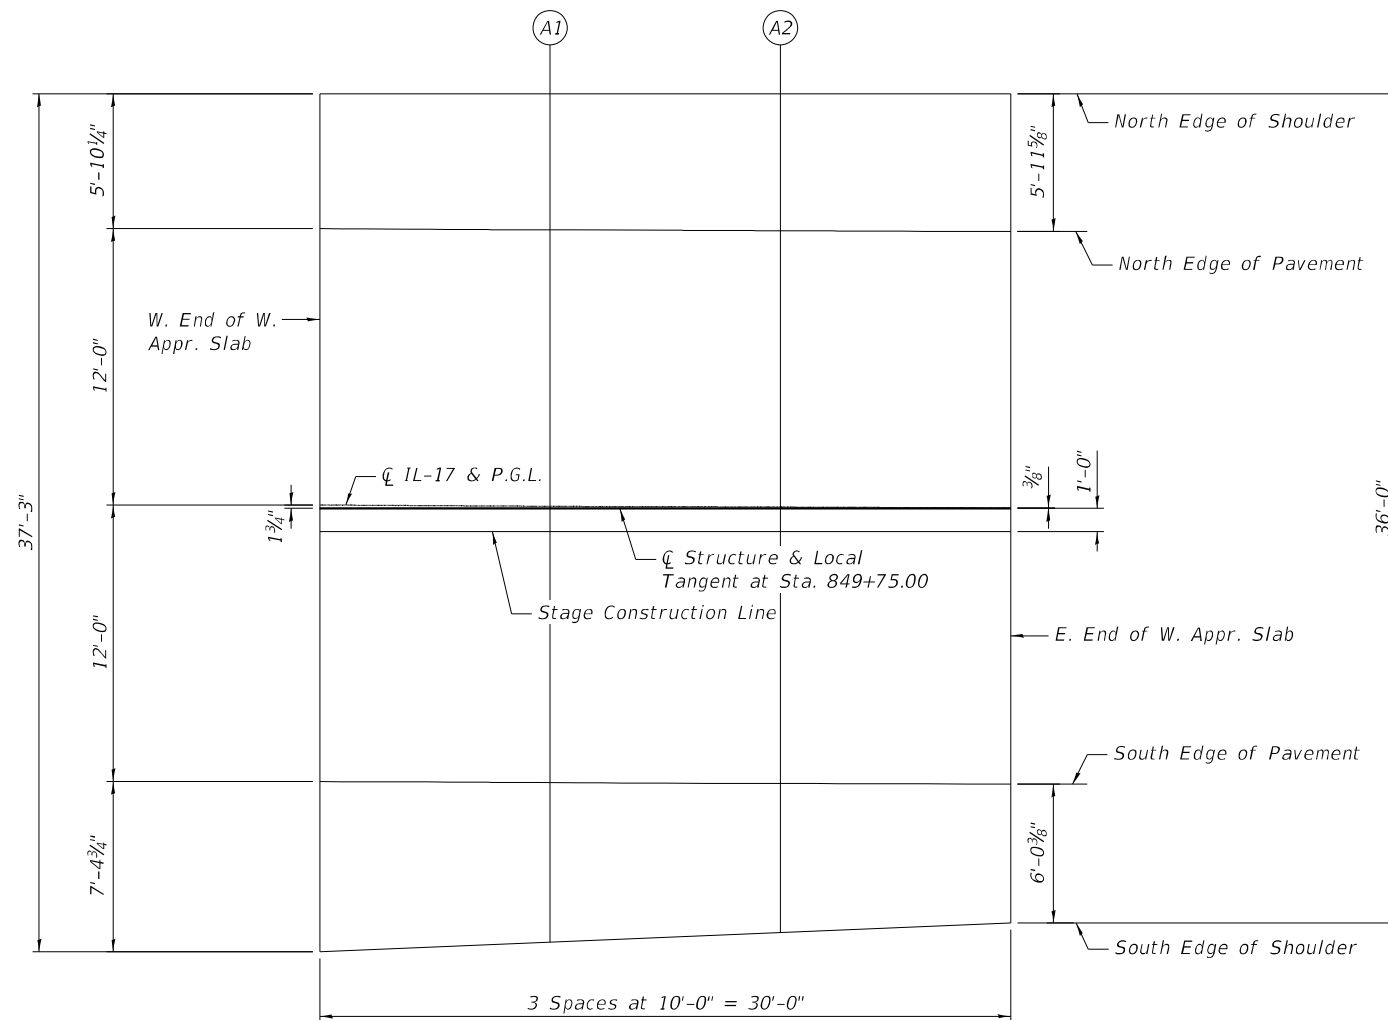 A1
A2
North Edge of Shoulder
5'-10¼"
5'-11⅝"
North Edge of Pavement
W. End of W.
Appr. Slab
12'-0"
℄ IL-17 & P.G.L.
⅜"
1'-0"
37'-3"
1¾"
36'-0"
℄ Structure & Local
Tangent at Sta. 849+75.00
Stage Construction Line
E. End of W. Appr. Slab
12'-0"
South Edge of Pavement
7'-4¾"
6'-0⅜"
South Edge of Shoulder
3 Spaces at 10'-0" = 30'-0"